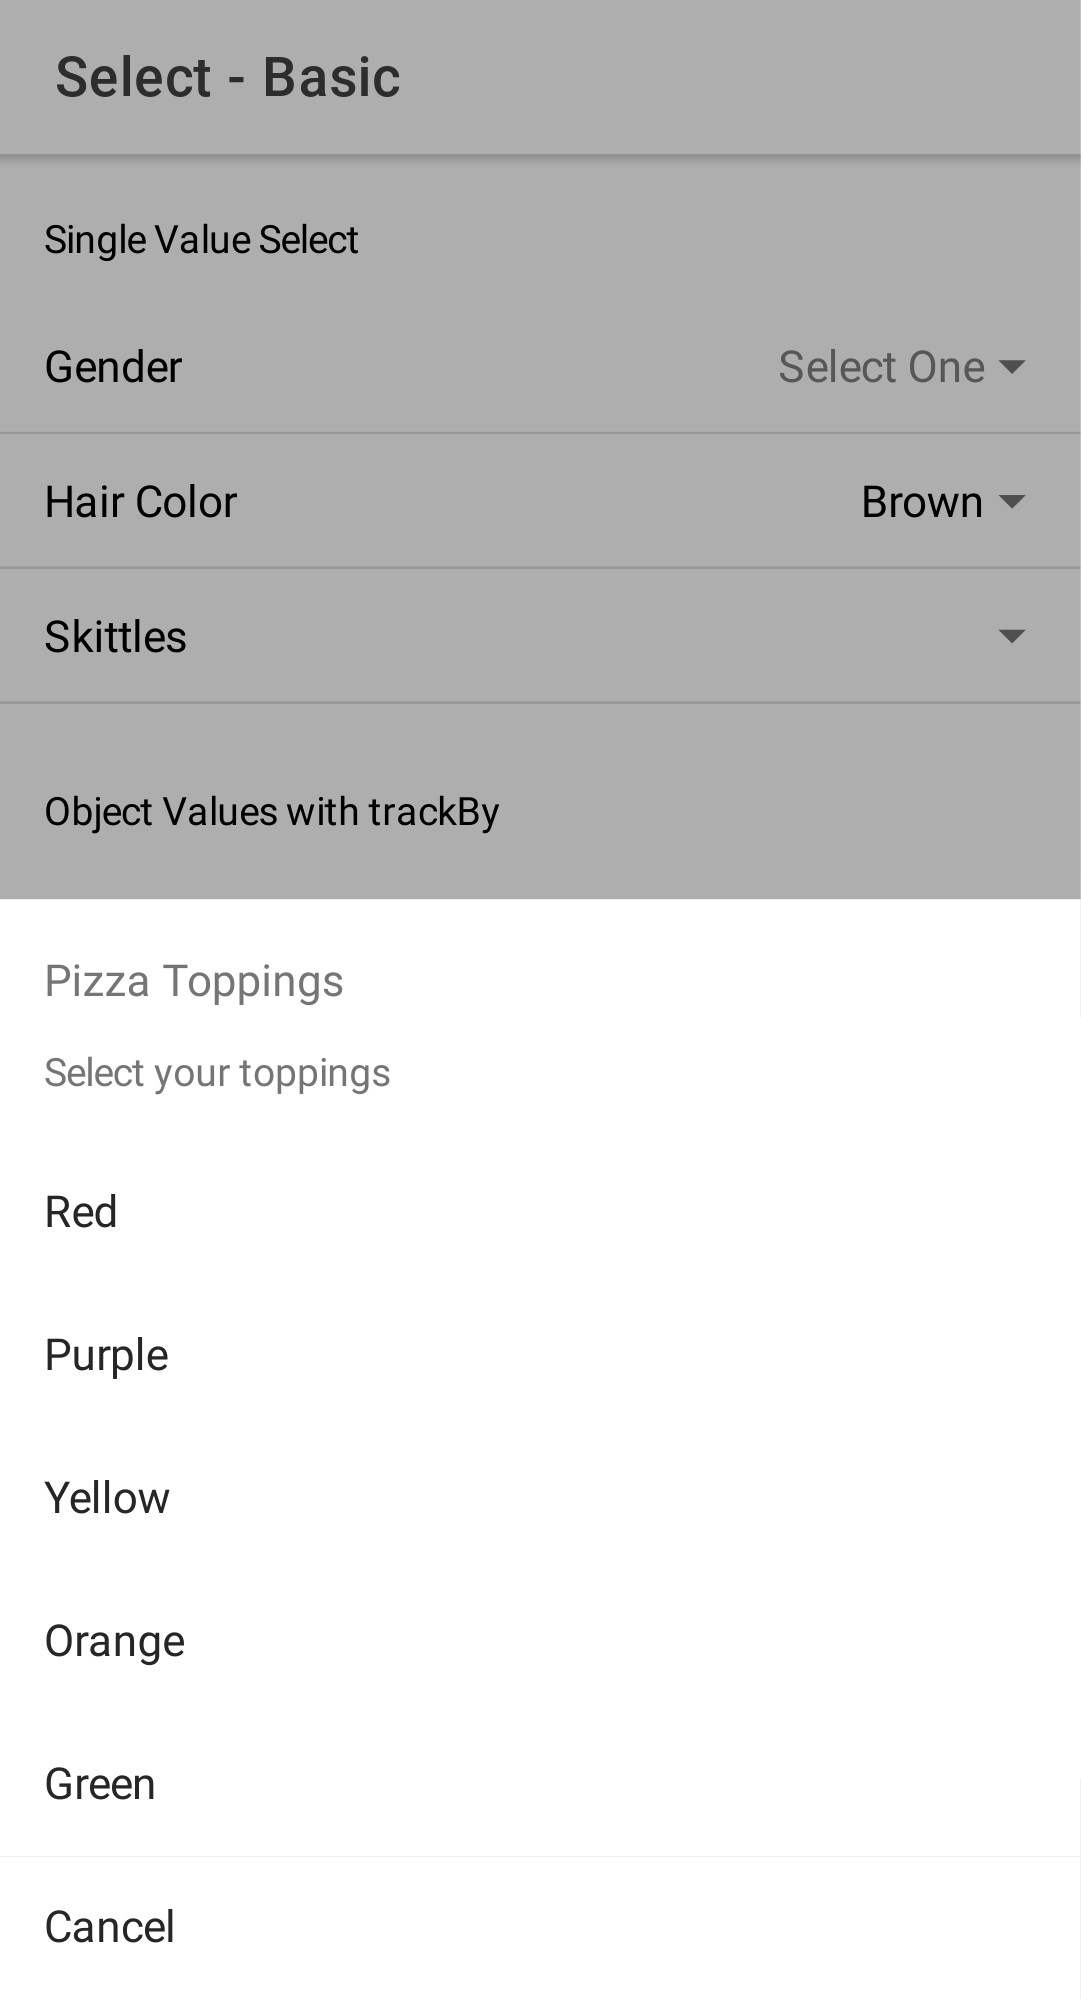 Select - Basic
Single Value Select
Gender Select One
Hair Color Brown
Skittles
Object Values with trackBy
Pizza Toppings
Select your toppings
Red
Purple
Yellow
Orange
Green
Cancel